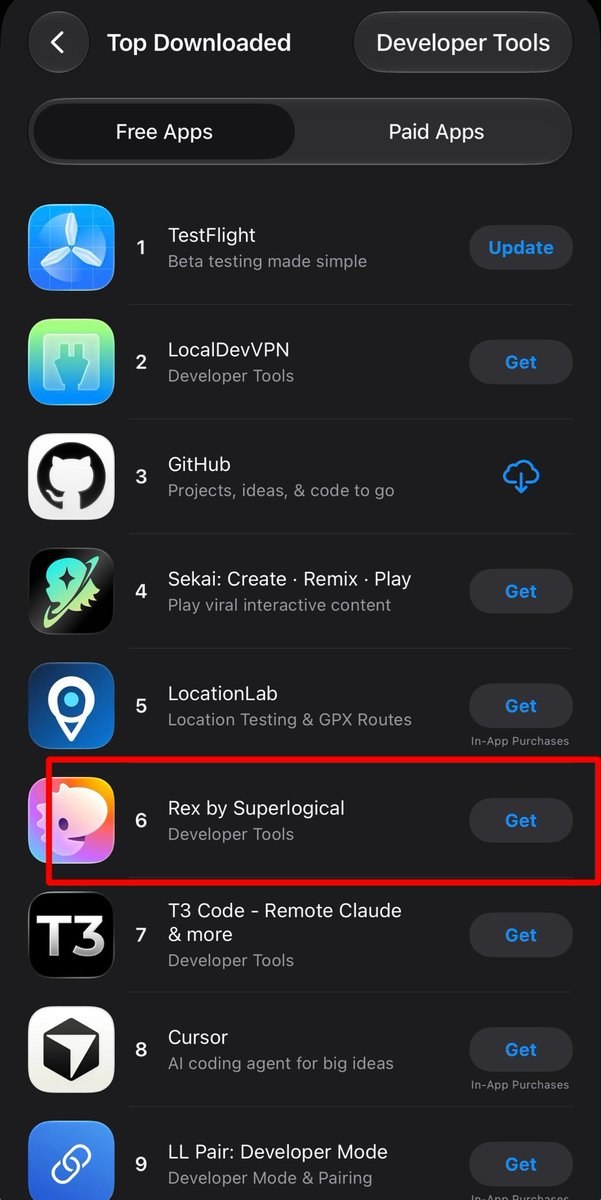 Top Downloaded
Developer Tools
Free Apps
Paid Apps
1
TestFlight
Beta testing made simple
Update
2
LocalDevVPN
Developer Tools
Get
3
GitHub
Projects, ideas, & code to go
4
Sekai: Create · Remix · Play
Play viral interactive content
Get
5
LocationLab
Location Testing & GPX Routes
Get
In-App Purchases
6
Rex by Superlogical
Developer Tools
Get
T3
7
T3 Code - Remote Claude
& more
Developer Tools
Get
8
Cursor
AI coding agent for big ideas
Get
In-App Purchases
9
LL Pair: Developer Mode
Developer Mode & Pairing
Get
In-App Purchases